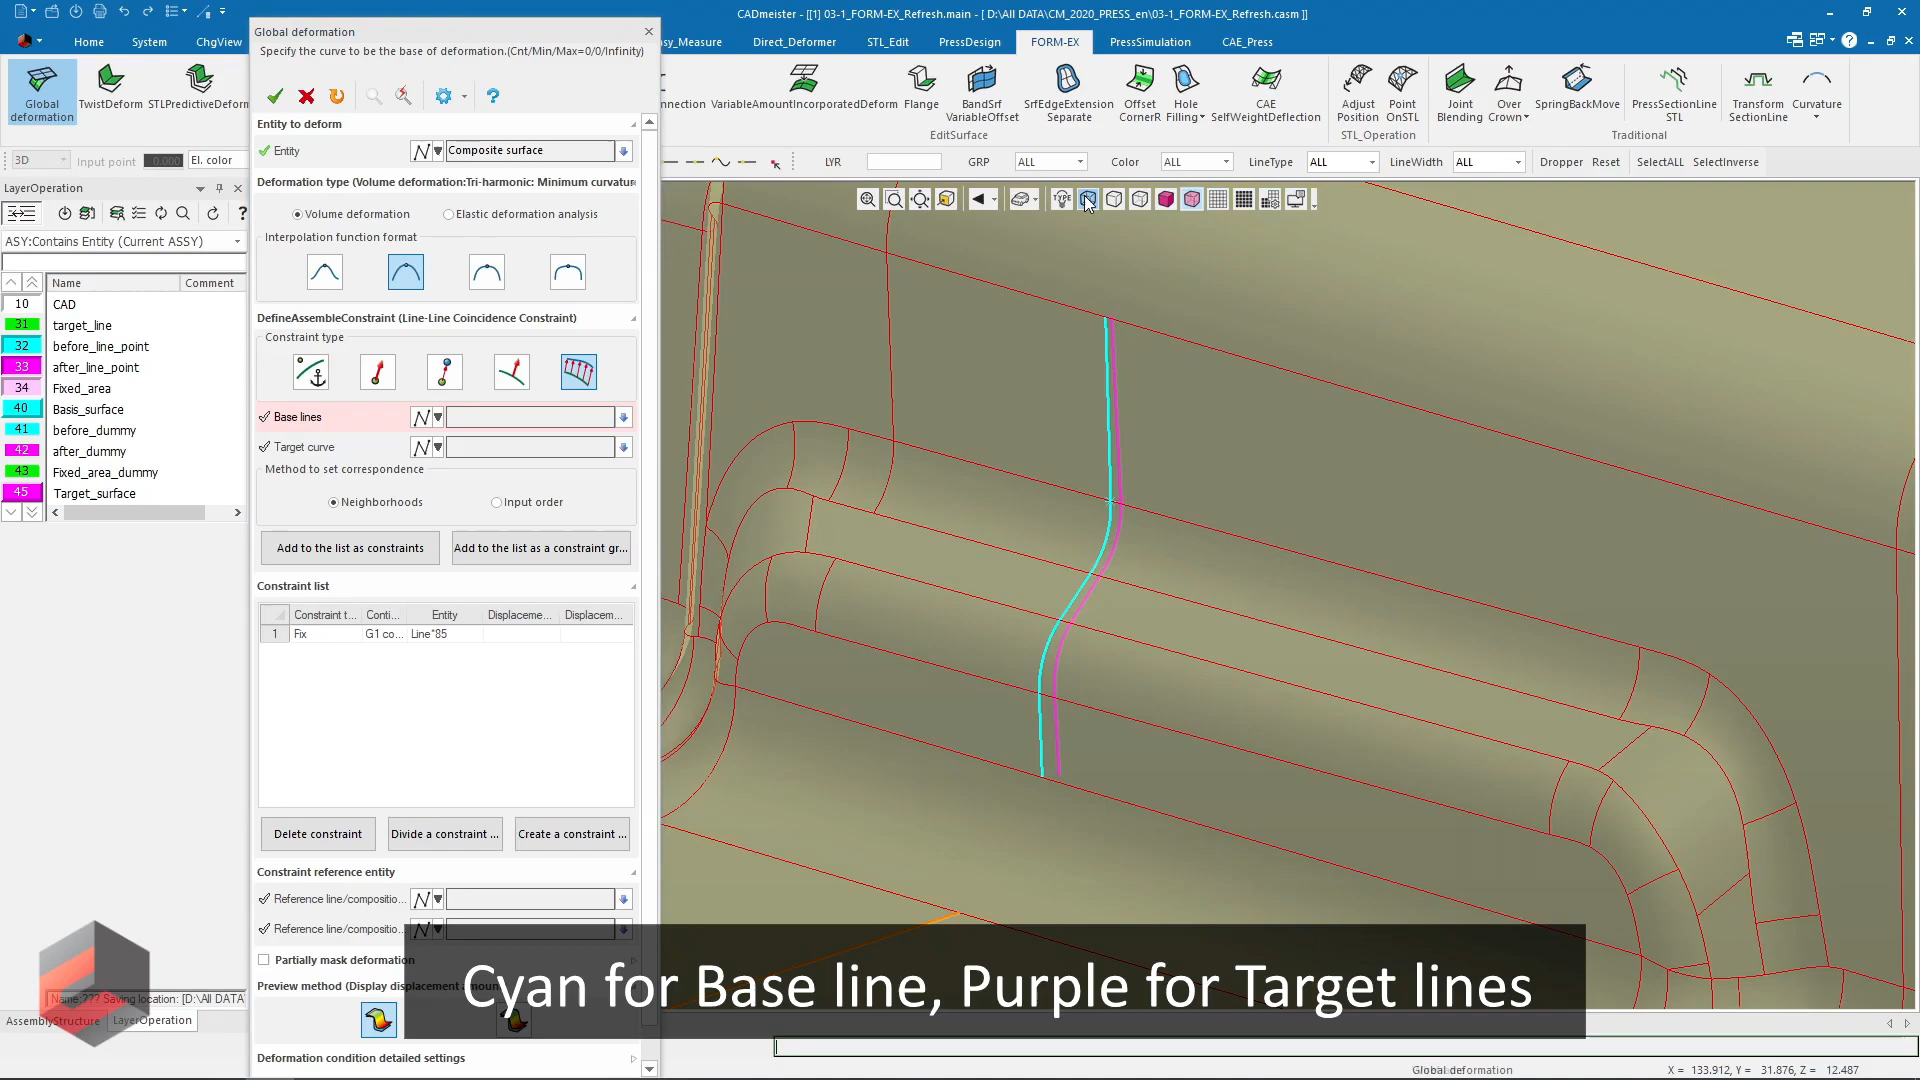 CADmeister - [[1] 03-1_FORM-EX_Refresh.main - [ D:\All DATA\CM_2020_PRESS_en\03-1_FORM-EX_Refresh.casm ]]
Home System ChgView
asy_Measure Direct_Deformer STL_Edit PressDesign FORM-EX PressSimulation CAE_Press
Global deformation
Specify the curve to be the base of deformation.(Cnt/Min/Max=0/0/Infinity)
Global deformation
TwistDeform
STLPredictiveDeform
nnection
VariableAmountIncorporatedDeform
Flange
BandSrf VariableOffset
SrfEdgeExtension Separate
Offset CornerR
Hole Filling
CAE SelfWeightDeflection
EditSurface
Adjust Position
Point OnSTL
STL_Operation
Joint Blending
Over Crown
SpringBackMove
PressSectionLine STL
Traditional
Transform SectionLine
Curvature
3D Input point 0.000 El. color
LYR GRP ALL Color ALL LineType ALL LineWidth ALL Dropper Reset SelectALL SelectInverse
LayerOperation
ASY:Contains Entity (Current ASSY)
Name Comment
10 CAD
31 target_line
32 before_line_point
33 after_line_point
34 Fixed_area
40 Basis_surface
41 before_dummy
42 after_dummy
43 Fixed_area_dummy
45 Target_surface
Entity to deform
Entity Composite surface
Deformation type (Volume deformation:Tri-harmonic: Minimum curvatur
Volume deformation Elastic deformation analysis
Interpolation function format
DefineAssembleConstraint (Line-Line Coincidence Constraint)
Constraint type
Base lines
Target curve
Method to set correspondence
Neighborhoods Input order
Add to the list as constraints Add to the list as a constraint gr...
Constraint list
Constraint t... Conti... Entity Displaceme... Displacem...
1 Fix G1 co... Line*85
Delete constraint Divide a constraint ... Create a constraint ...
Constraint reference entity
Reference line/compositio...
Reference line/compositio...
Partially mask deformation
Preview method (Display displacement amoun
Deformation condition detailed settings
TYPE
Cyan for Base line, Purple for Target lines
Name:??? Saving location: [D:\All DATA\
AssemblyStructure LayerOperation
Global deformation X = 133.912, Y = 31.876, Z = 12.487